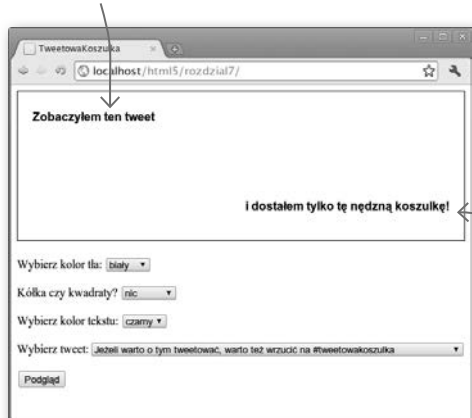 TweetowaKoszulka
localhost/html5/rozdzial7/
Zobaczyłem ten tweet
i dostałem tylko tę nędzną koszulkę!
Wybierz kolor tła: biały
Kółka czy kwadraty? nic
Wybierz kolor tekstu: czarny
Wybierz tweet: Jeżeli warto o tym tweetować, warto też wrzucić na #tweetowakoszulka
Podgląd